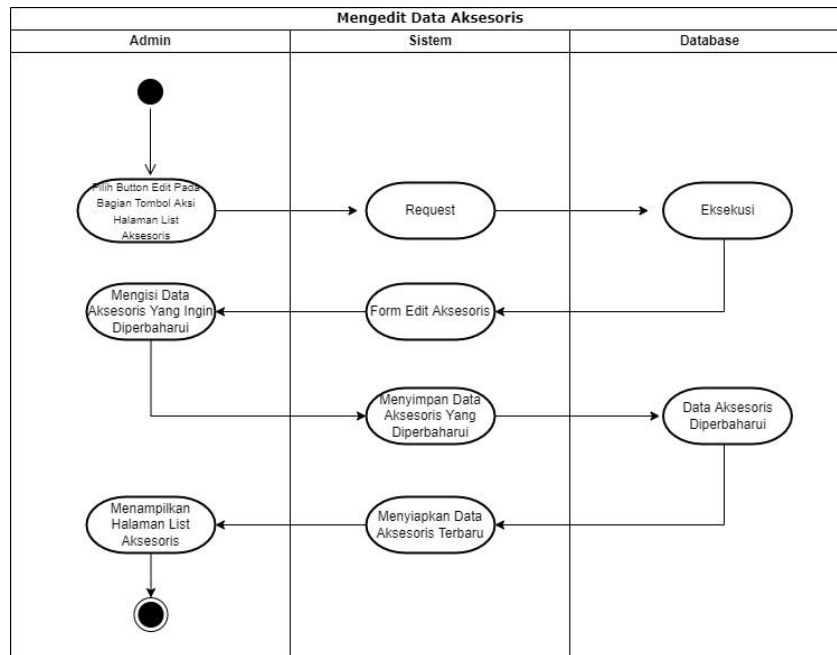 Mengedit Data Aksesoris
Admin
Sistem
Database
Pilih Button Edit Pada
Bagian Tombol Aksi
Halaman List
Aksesoris
Request
Eksekusi
Mengisi Data
Aksesoris Yang Ingin
Diperbaharui
Form Edit Aksesoris
Menyimpan Data
Aksesoris Yang
Diperbaharui
Data Aksesoris
Diperbaharui
Menampilkan
Halaman List
Aksesoris
Menyiapkan Data
Aksesoris Terbaru